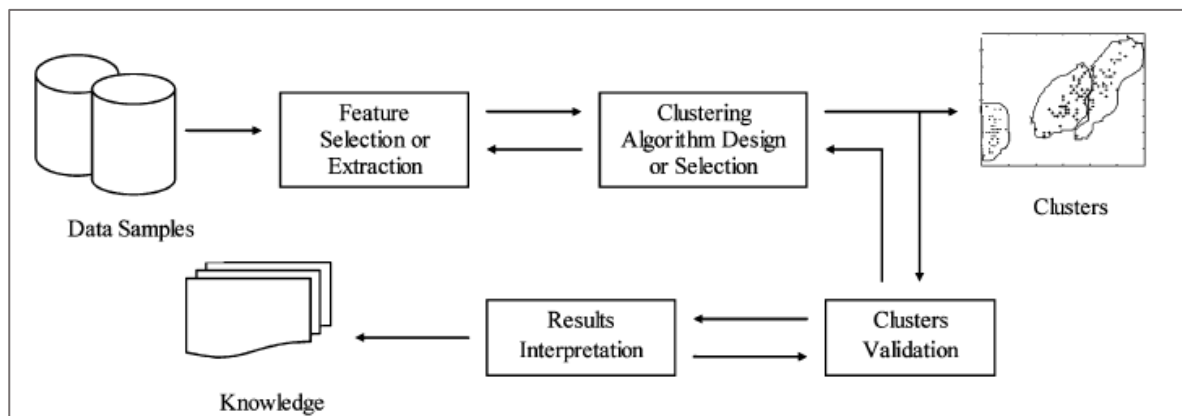 Data Samples
Feature
Selection or
Extraction
Clustering
Algorithm Design
or Selection
Clusters
Knowledge
Results
Interpretation
Clusters
Validation